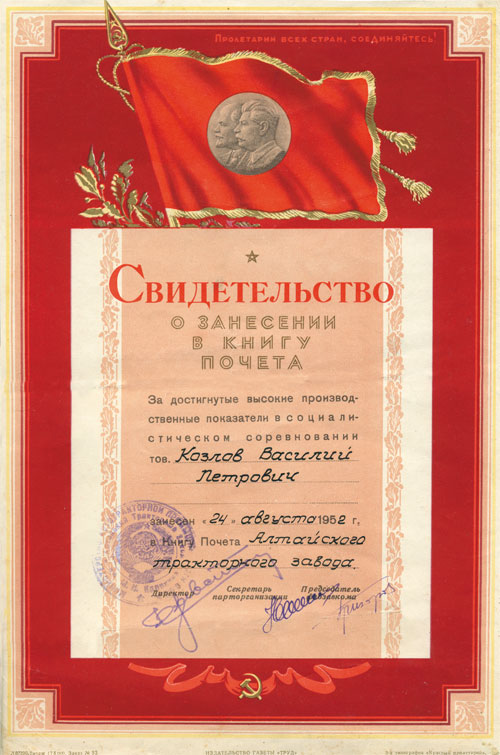 ПРОЛЕТАРИИ ВСЕХ СТРАН, СОЕДИНЯЙТЕСЬ!
СВИДЕТЕЛЬСТВО
О ЗАНЕСЕНИИ
В КНИГУ
ПОЧЕТА
За достигнутые высокие производ-
ственные показатели в социали-
стическом соревновании
тов. Козлов Василий
Петрович
занесен «24» августа 1952 г,
в Книгу Почета Алтайского
тракторного завода.
Директор Секретарь парторганизации Председатель завкома
ИЗДАТЕЛЬСТВО ГАЗЕТЫ «ТРУД»